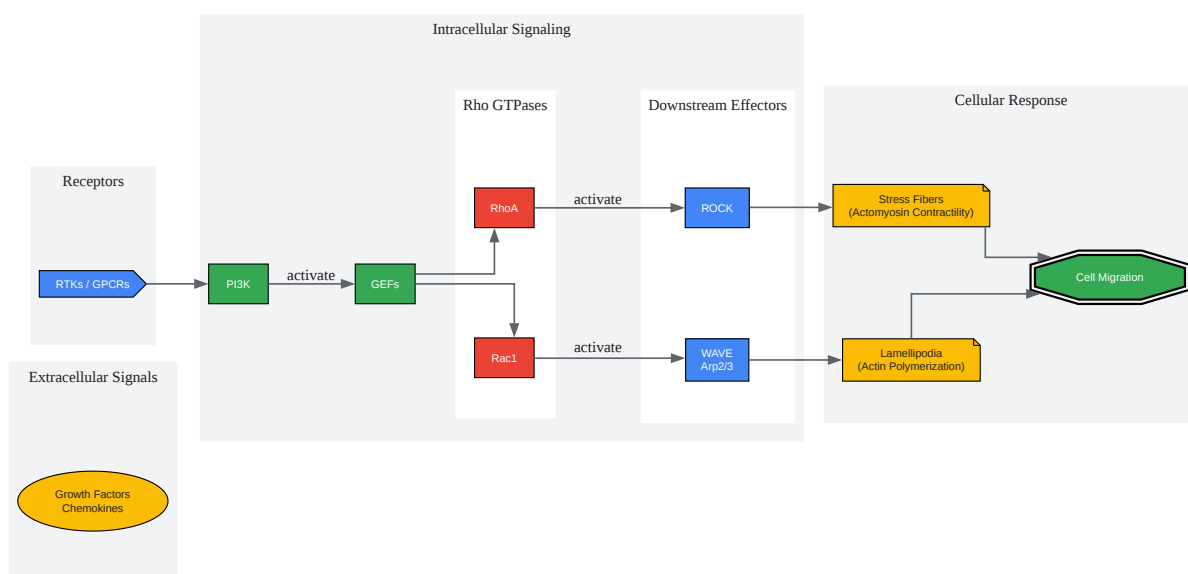 Intracellular Signaling
Rho GTPases
Downstream Effectors
Cellular Response
Receptors
RhoA
activate
ROCK
Stress Fibers
(Actomyosin Contractility)
RTKs / GPCRs
PI3K
activate
GEFs
Cell Migration
Rac1
activate
WAVE
Arp2/3
Lamellipodia
(Actin Polymerization)
Extracellular Signals
Growth Factors
Chemokines